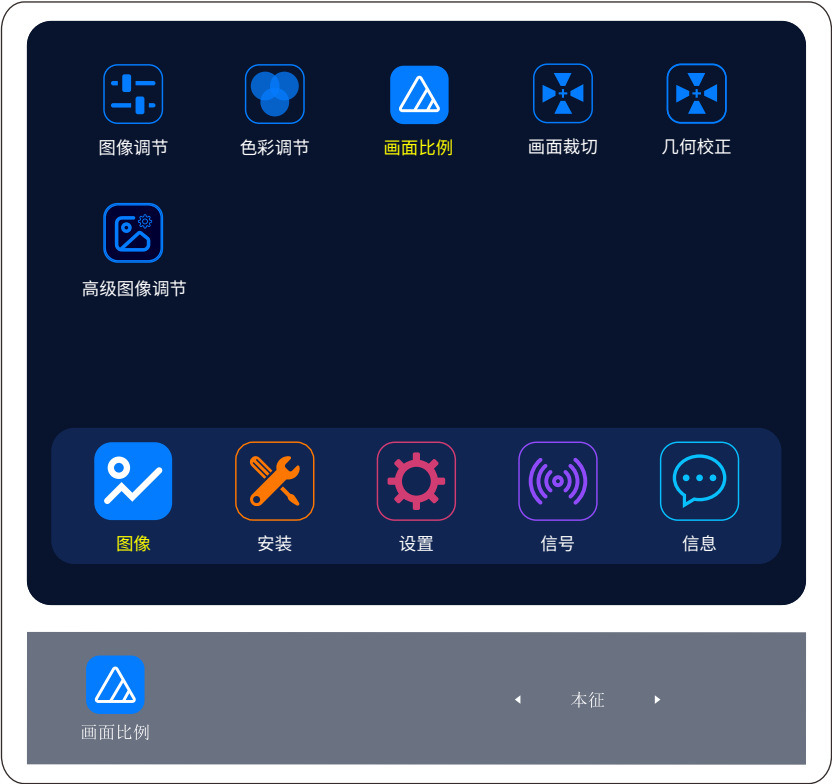 图像调节 色彩调节 画面比例 画面裁切 几何校正
高级图像调节
图像 安装 设置 信号 信息
画面比例 本征